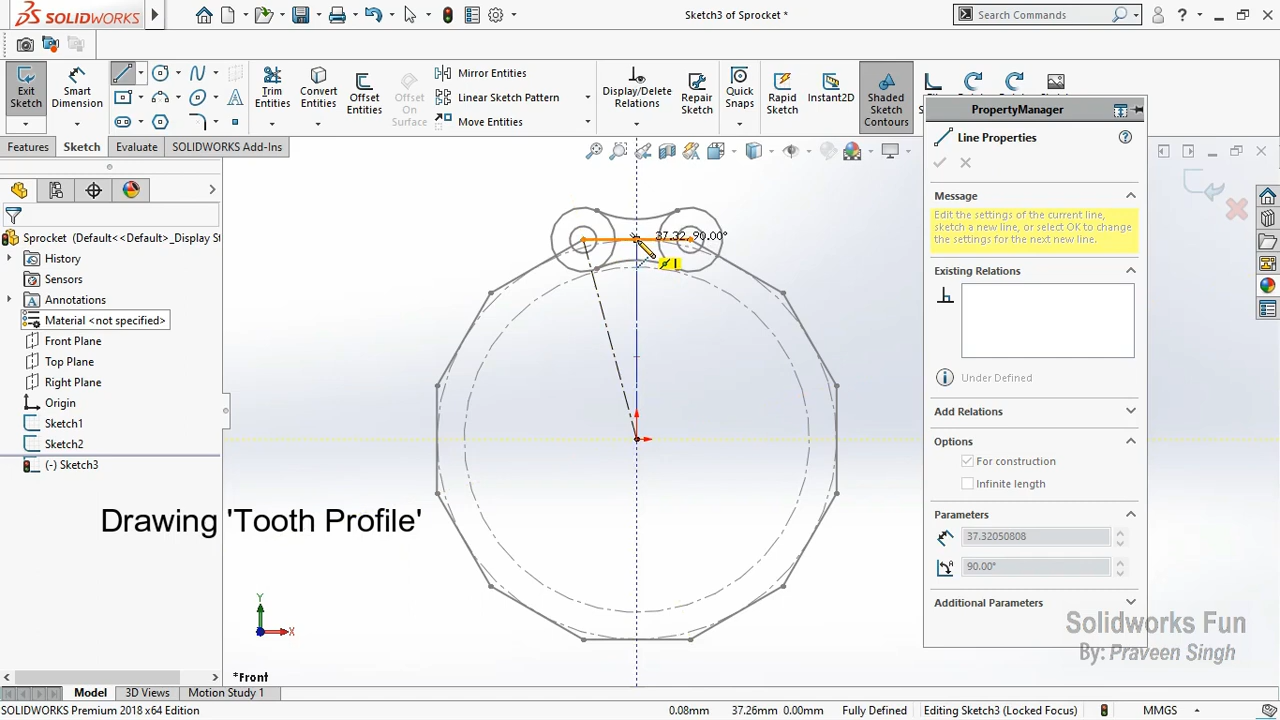 SOLIDWORKS
Sketch3 of Sprocket *
Search Commands
Exit Sketch
Smart Dimension
Trim Entities
Convert Entities
Offset Entities
Offset On Surface
Mirror Entities
Linear Sketch Pattern
Move Entities
Display/Delete Relations
Repair Sketch
Quick Snaps
Rapid Sketch
Instant2D
Shaded Sketch Contours
Features
Sketch
Evaluate
SOLIDWORKS Add-Ins
Sprocket (Default<<Default>_Display St
History
Sensors
Annotations
Material <not specified>
Front Plane
Top Plane
Right Plane
Origin
Sketch1
Sketch2
(-) Sketch3
Drawing 'Tooth Profile'
37.32, 90.00°
Y
X
*Front
PropertyManager
Line Properties
Message
Edit the settings of the current line,
sketch a new line, or select OK to change
the settings for the next new line.
Existing Relations
Under Defined
Add Relations
Options
For construction
Infinite length
Parameters
37.32050808
90.00°
Additional Parameters
Solidworks Fun
By: Praveen Singh
Model
3D Views
Motion Study 1
SOLIDWORKS Premium 2018 x64 Edition
0.08mm
37.26mm 0.00mm
Fully Defined
Editing Sketch3 (Locked Focus)
MMGS